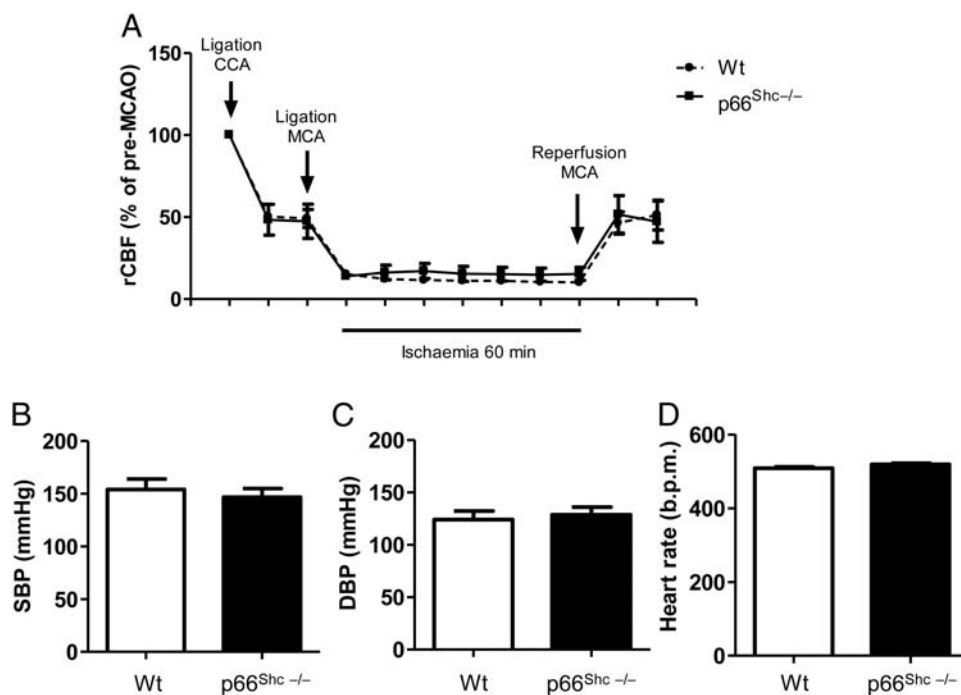 A
150
100
50
0
rCBF (% of pre-MCAO)
Ligation
CCA
Ligation
MCA
Reperfusion
MCA
Wt
p66Shc−/−
Ischaemia 60 min
B
200
150
100
50
0
SBP (mmHg)
Wt
p66Shc −/−
C
200
150
100
50
0
DBP (mmHg)
Wt
p66Shc −/−
D
600
400
200
0
Heart rate (b.p.m.)
Wt
p66Shc −/−